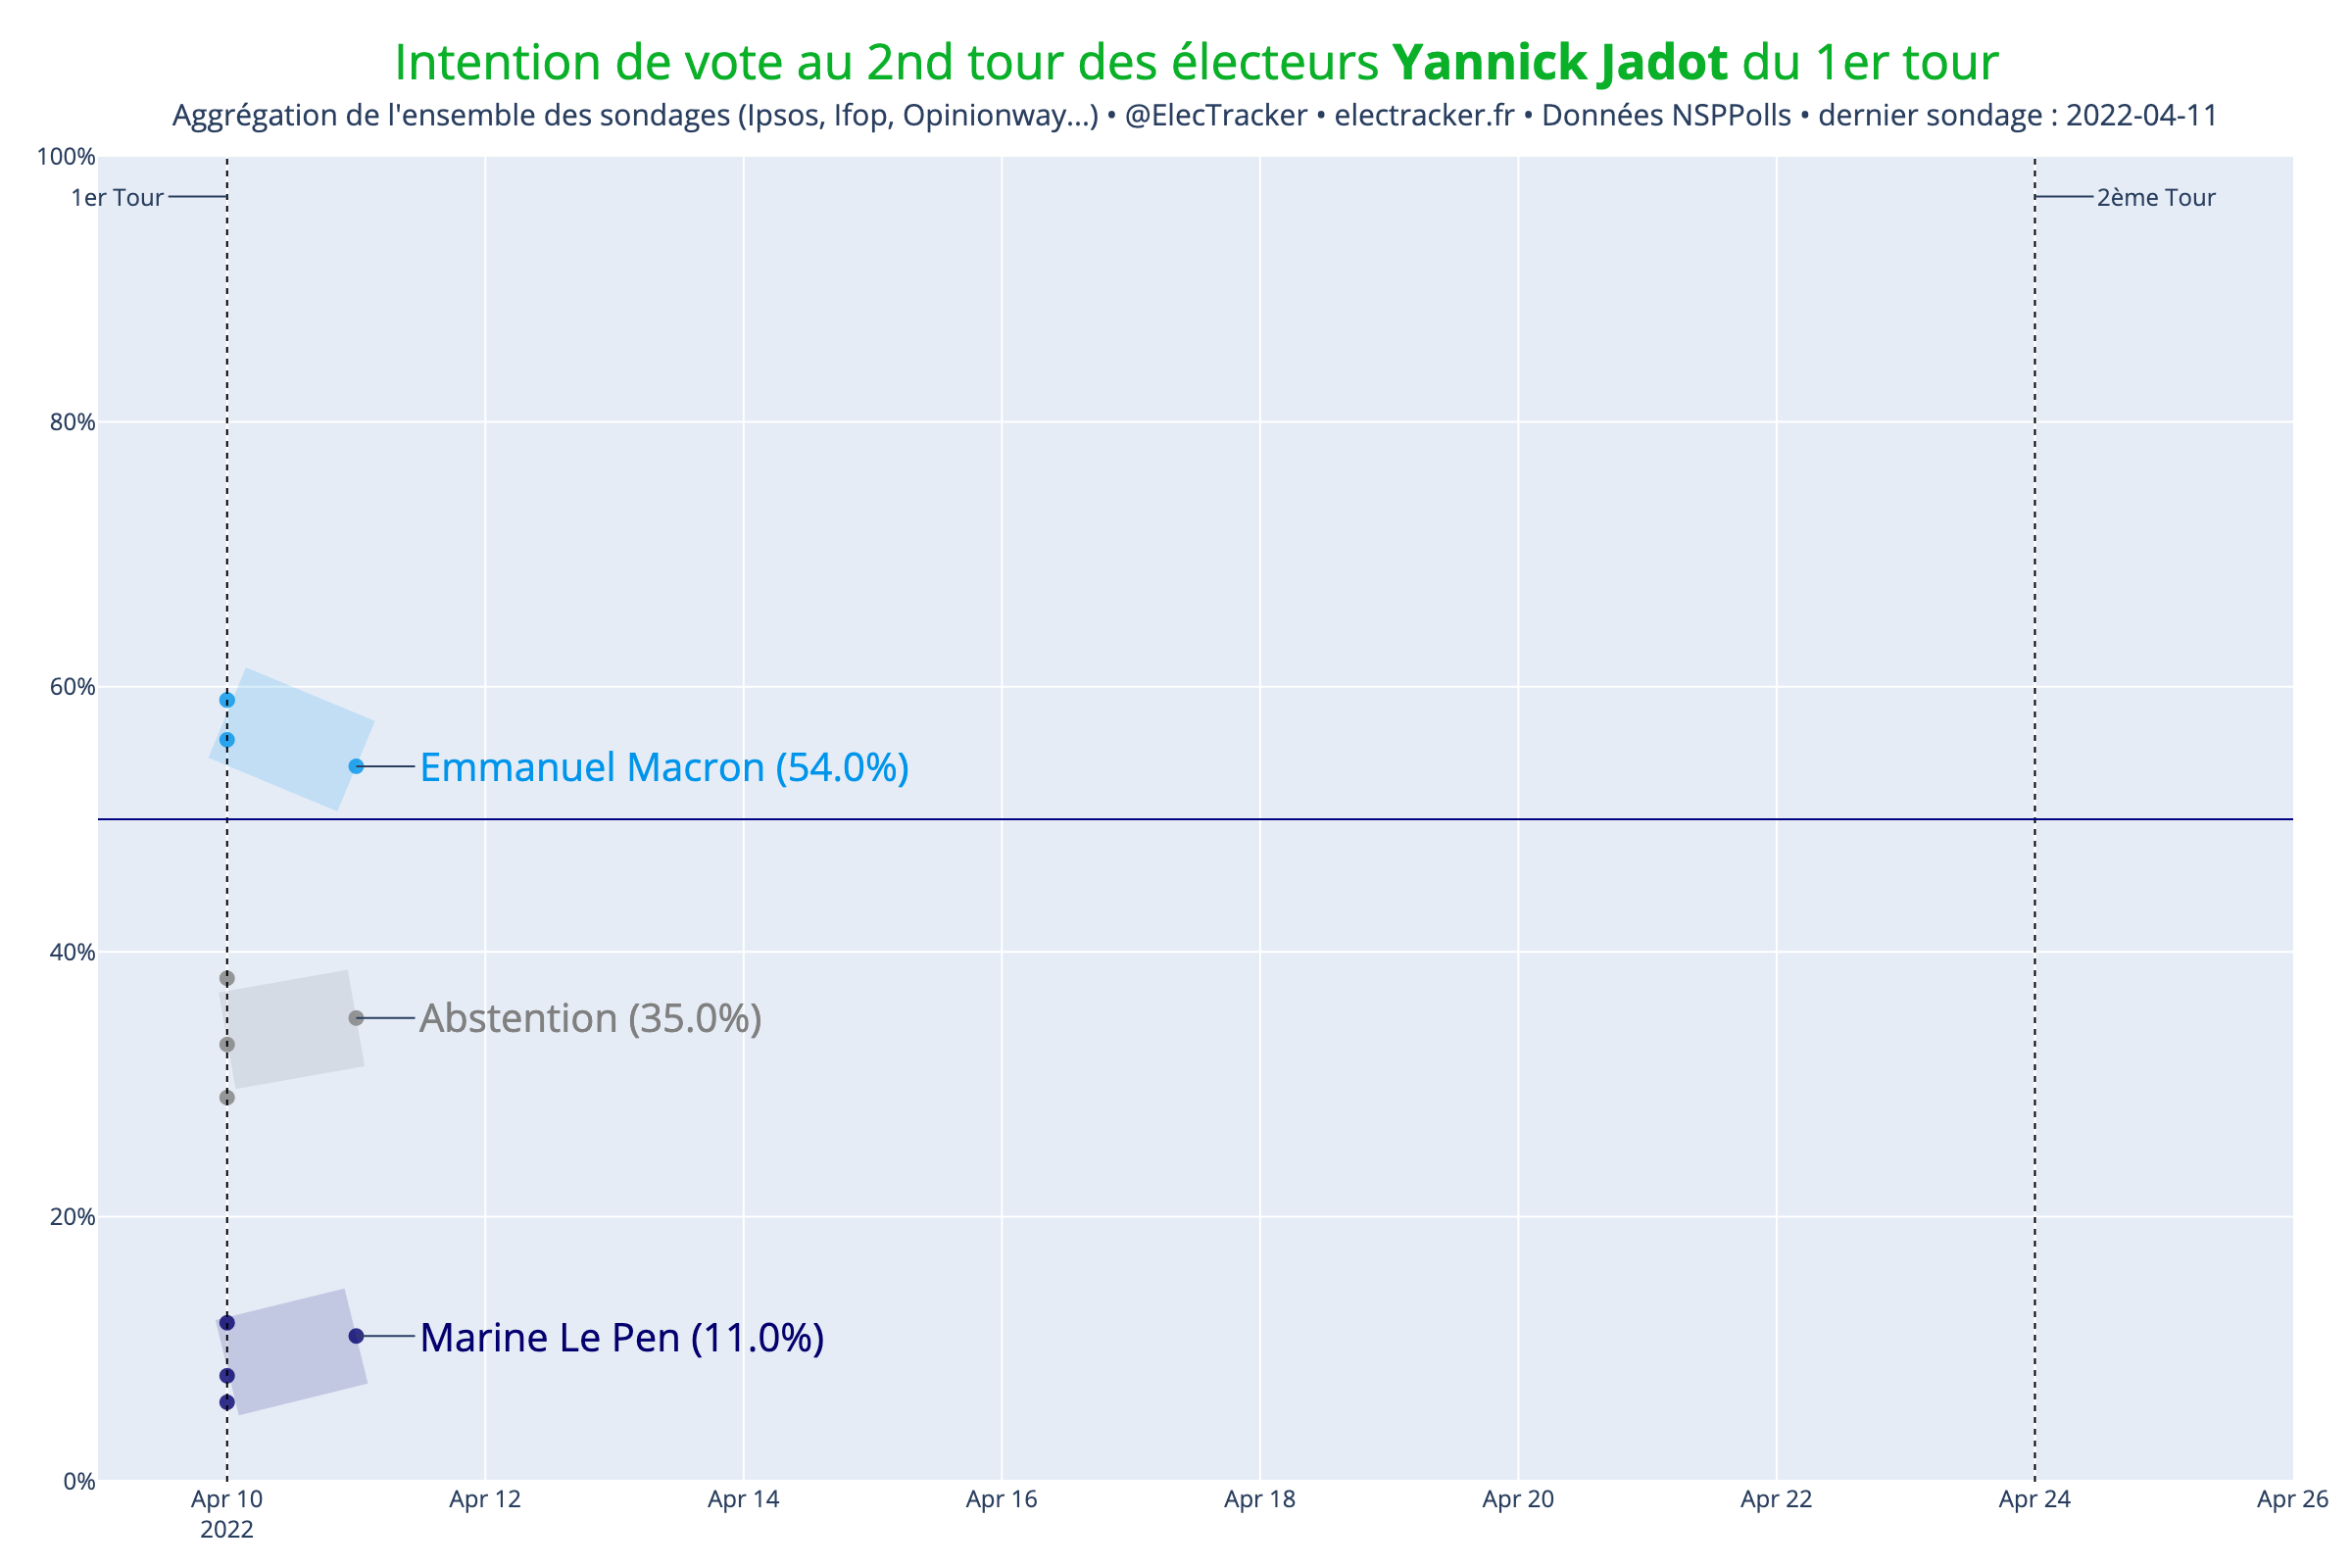 Intention de vote au 2nd tour des électeurs Yannick Jadot du 1er tour
Aggrégation de l'ensemble des sondages (Ipsos, Ifop, Opinionway...) • @ElecTracker • electracker.fr • Données NSPPolls • dernier sondage : 2022-04-11
100%
1er Tour
2ème Tour
80%
60%
Emmanuel Macron (54.0%)
40%
Abstention (35.0%)
20%
Marine Le Pen (11.0%)
0%
Apr 10 Apr 12 Apr 14 Apr 16 Apr 18 Apr 20 Apr 22 Apr 24 Apr 26
2022